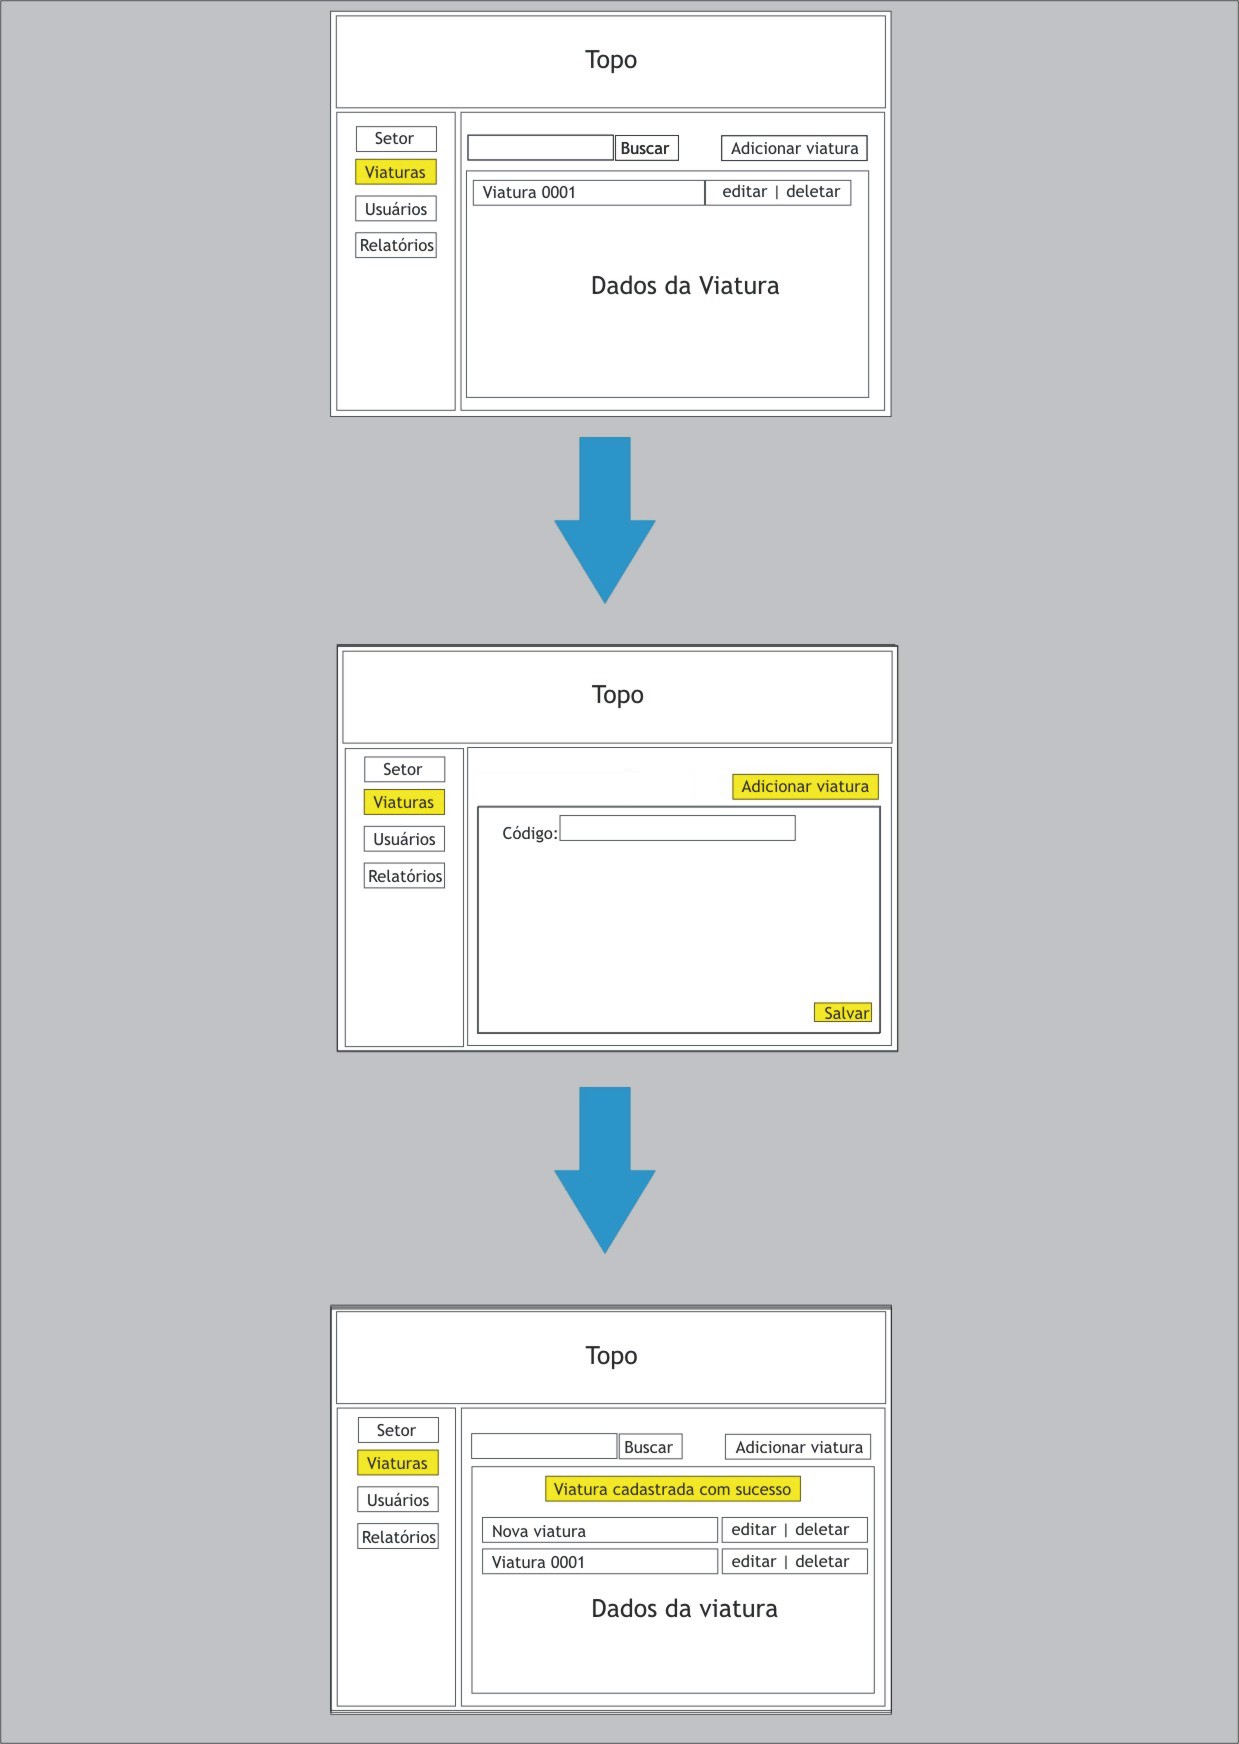 Topo
Setor
Viaturas
Usuários
Relatórios
Buscar
Adicionar viatura
Viatura 0001
editar | deletar
Dados da Viatura
Topo
Setor
Viaturas
Usuários
Relatórios
Adicionar viatura
Código:
Salvar
Topo
Setor
Viaturas
Usuários
Relatórios
Buscar
Adicionar viatura
Viatura cadastrada com sucesso
Nova viatura
editar | deletar
Viatura 0001
editar | deletar
Dados da viatura